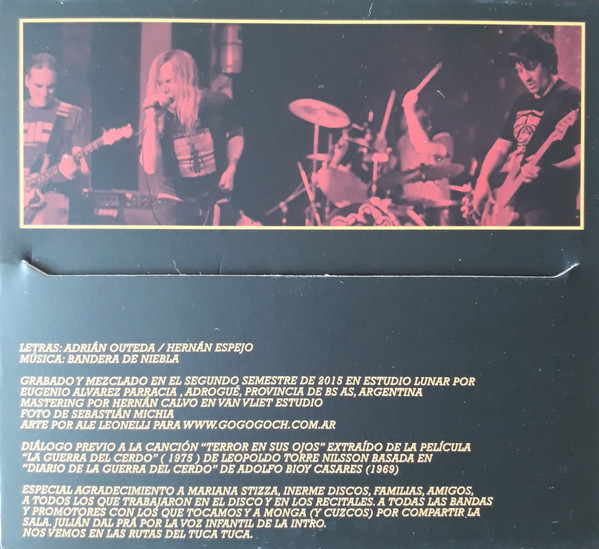 LETRAS: ADRIÁN OUTEDA / HERNÁN ESPEJO
MÚSICA: BANDERA DE NIEBLA
GRABADO Y MEZCLADO EN EL SEGUNDO SEMESTRE DE 2015 EN ESTUDIO LUNAR POR
EUGENIO ALVAREZ PARRACIA , ADROGUÉ, PROVINCIA DE BS AS, ARGENTINA
MASTERING POR HERNÁN CALVO EN VAN VLIET ESTUDIO
FOTO DE SEBASTIÁN MICHIA
ARTE POR ALE LEONELLI PARA WWW.GOGOGOCH.COM.AR
DIÁLOGO PREVIO A LA CANCIÓN “TERROR EN SUS OJOS” EXTRAÍDO DE LA PELÍCULA
“LA GUERRA DEL CERDO” ( 1975 ) DE LEOPOLDO TORRE NILSSON BASADA EN
“DIARIO DE LA GUERRA DEL CERDO” DE ADOLFO BIOY CASARES (1969)
ESPECIAL AGRADECIMIENTO A MARIANA STIZZA, INERME DISCOS, FAMILIAS, AMIGOS,
A TODOS LOS QUE TRABAJARON EN EL DISCO Y EN LOS RECITALES. A TODAS LAS BANDAS
Y PROMOTORES CON LOS QUE TOCAMOS Y A MONGA (Y CUZCOS) POR COMPARTIR LA
SALA. JULIÁN DAL PRÁ POR LA VOZ INFANTIL DE LA INTRO.
NOS VEMOS EN LAS RUTAS DEL TUCA TUCA.